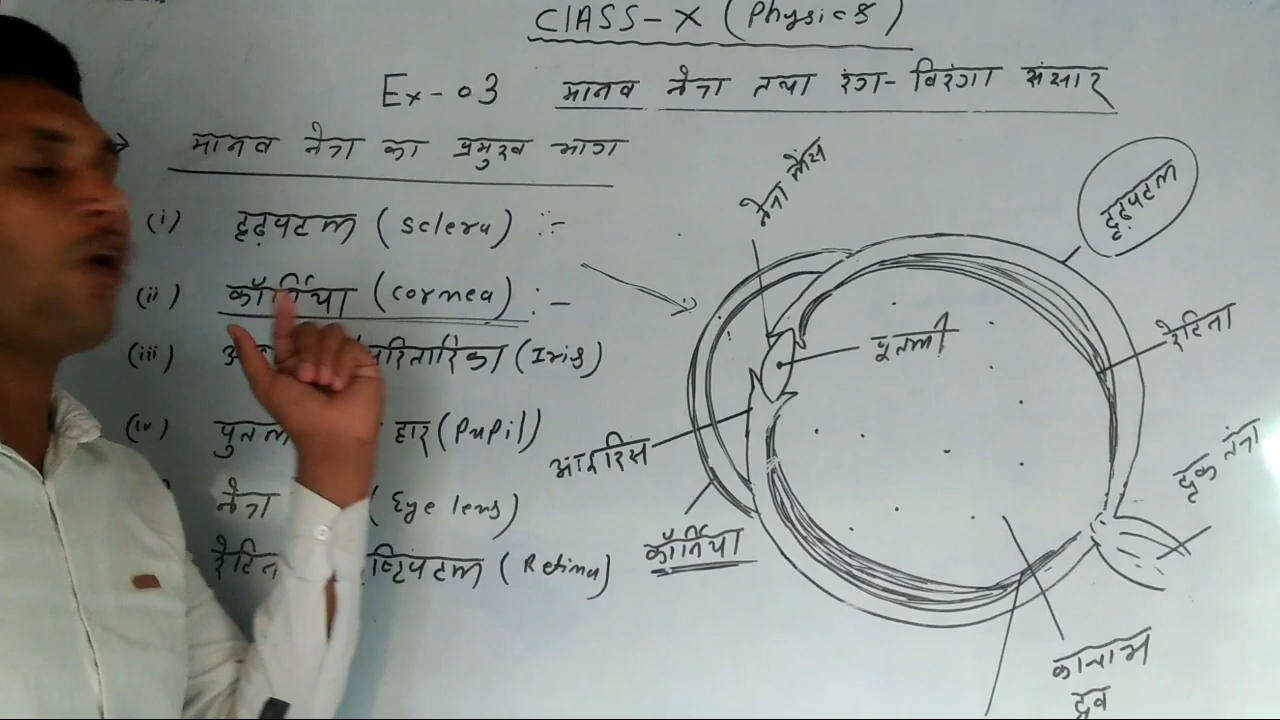 CLASS-X (Physics)
Ex-03 मानव नेत्र तथा रंग-बिरंगा संसार
→ मानव नेत्र का प्रमुख भाग
(i) दृढ़पटल (Sclera) :-
(ii) कॉर्निया (Cornea) :-
(iii) परितारिका (Iris)
(iv) (Pupil)
नेत्र (Eye lens)
(Retina)
नेत्र लेंस
दृढ़पटल
पुतली
रेटिना
आइरिस
कॉर्निया
दृक तंत्रि
काचाभ
द्रव